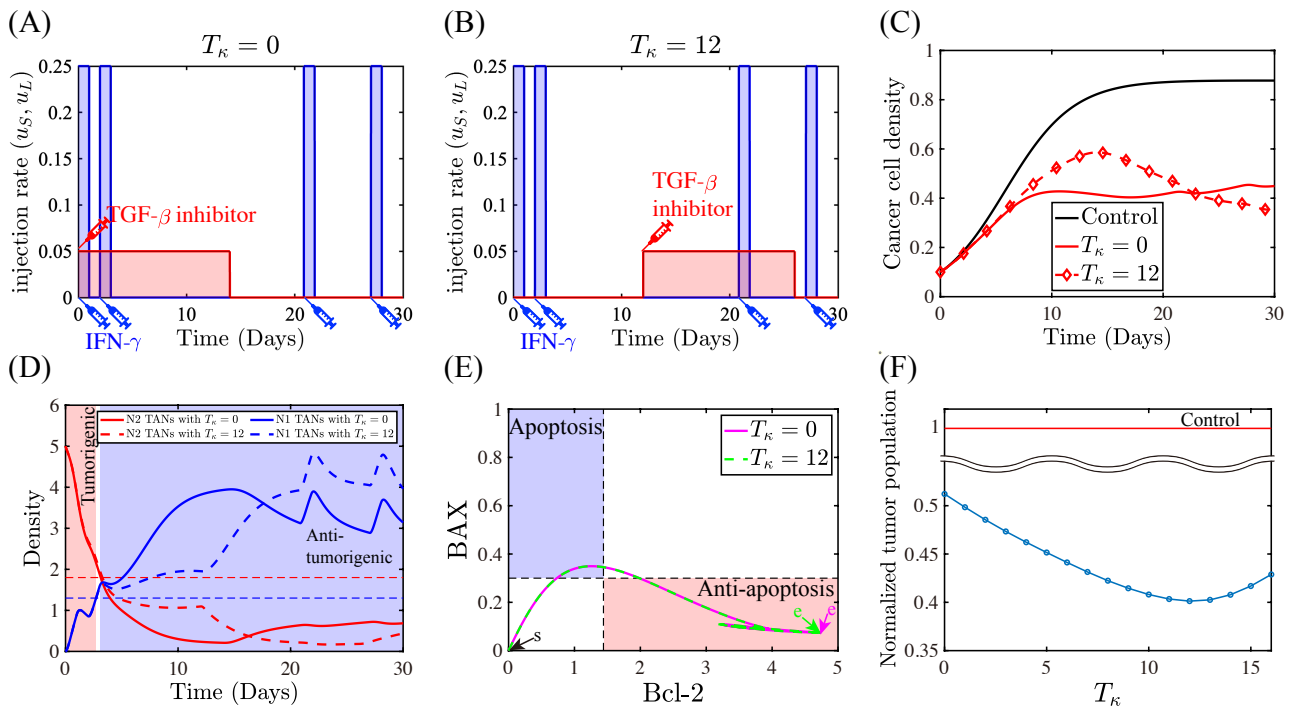 (A)
T_κ = 0
injection rate (u_S, u_L)
0.25
0.20
0.15
0.10
0.05
0
TGF-β inhibitor
0
10
20
30
Time (Days)
IFN-γ
(B)
T_κ = 12
injection rate (u_S, u_L)
0.25
0.20
0.15
0.10
0.05
0
TGF-β
inhibitor
0
10
20
30
Time (Days)
IFN-γ
(C)
Cancer cell density
1
0.8
0.6
0.4
0.2
0
Control
T_κ = 0
T_κ = 12
0
10
20
30
Time (Days)
(D)
Density
6
5
4
3
2
1
0
Tumorigenic
N2 TANs with T_κ = 0
N1 TANs with T_κ = 0
N2 TANs with T_κ = 12
N1 TANs with T_κ = 12
Anti-
tumorigenic
0
10
20
30
Time (Days)
(E)
BAX
1
0.8
0.6
0.4
0.2
0
Apoptosis
T_κ = 0
T_κ = 12
Anti-apoptosis
s
e
e
0
1
2
3
4
5
Bcl-2
(F)
Normalized tumor population
1
0.5
0.45
0.4
0.35
Control
0
5
10
15
T_κ